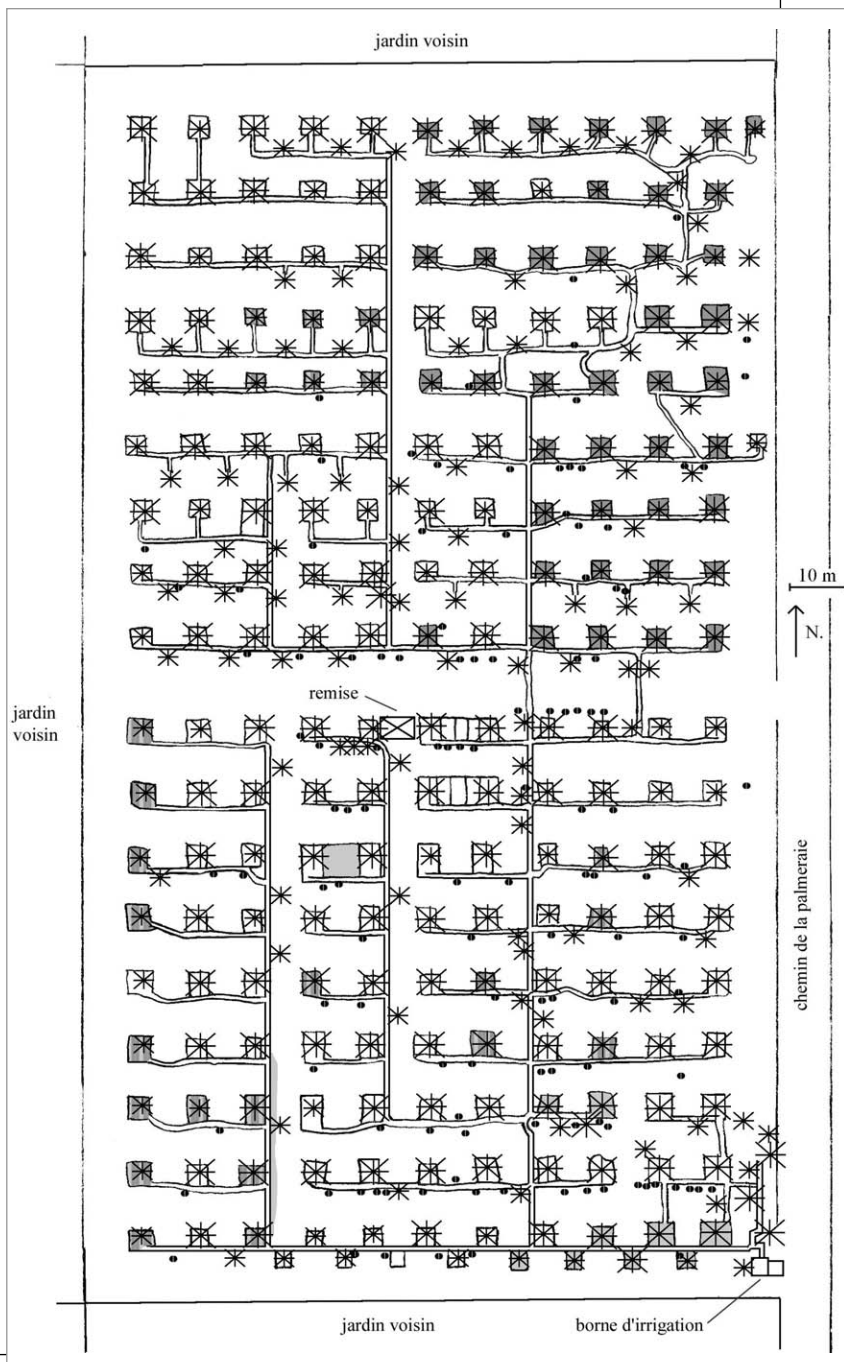 jardin voisin
10 m
N.
remise
jardin
voisin
chemin de la palmeraie
jardin voisin
borne d'irrigation